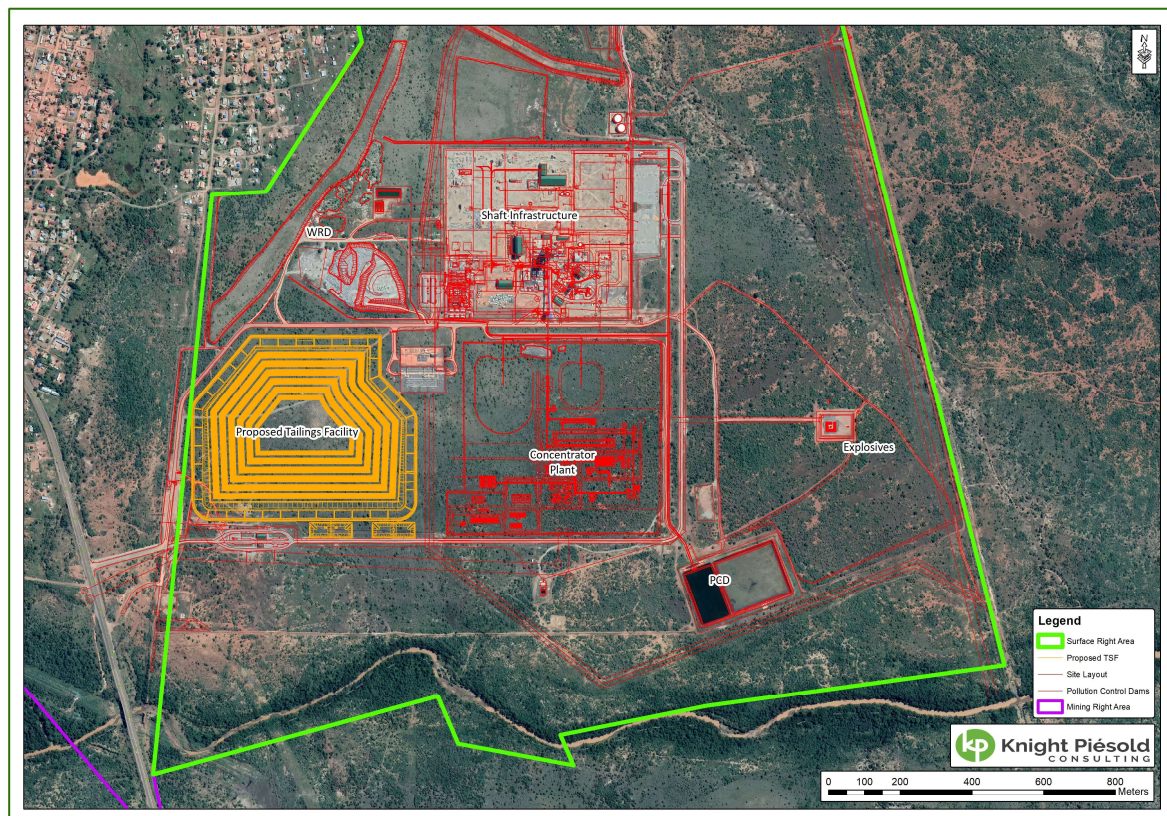 N
Shaft Infrastructure
WRD
Proposed Tailings Facility
Concentrator
Plant
Explosives
PCD
Legend
Surface Right Area
Proposed TSF
Site Layout
Pollution Control Dams
Mining Right Area
kp Knight Piésold
CONSULTING
0 100 200 400 600 800
Meters